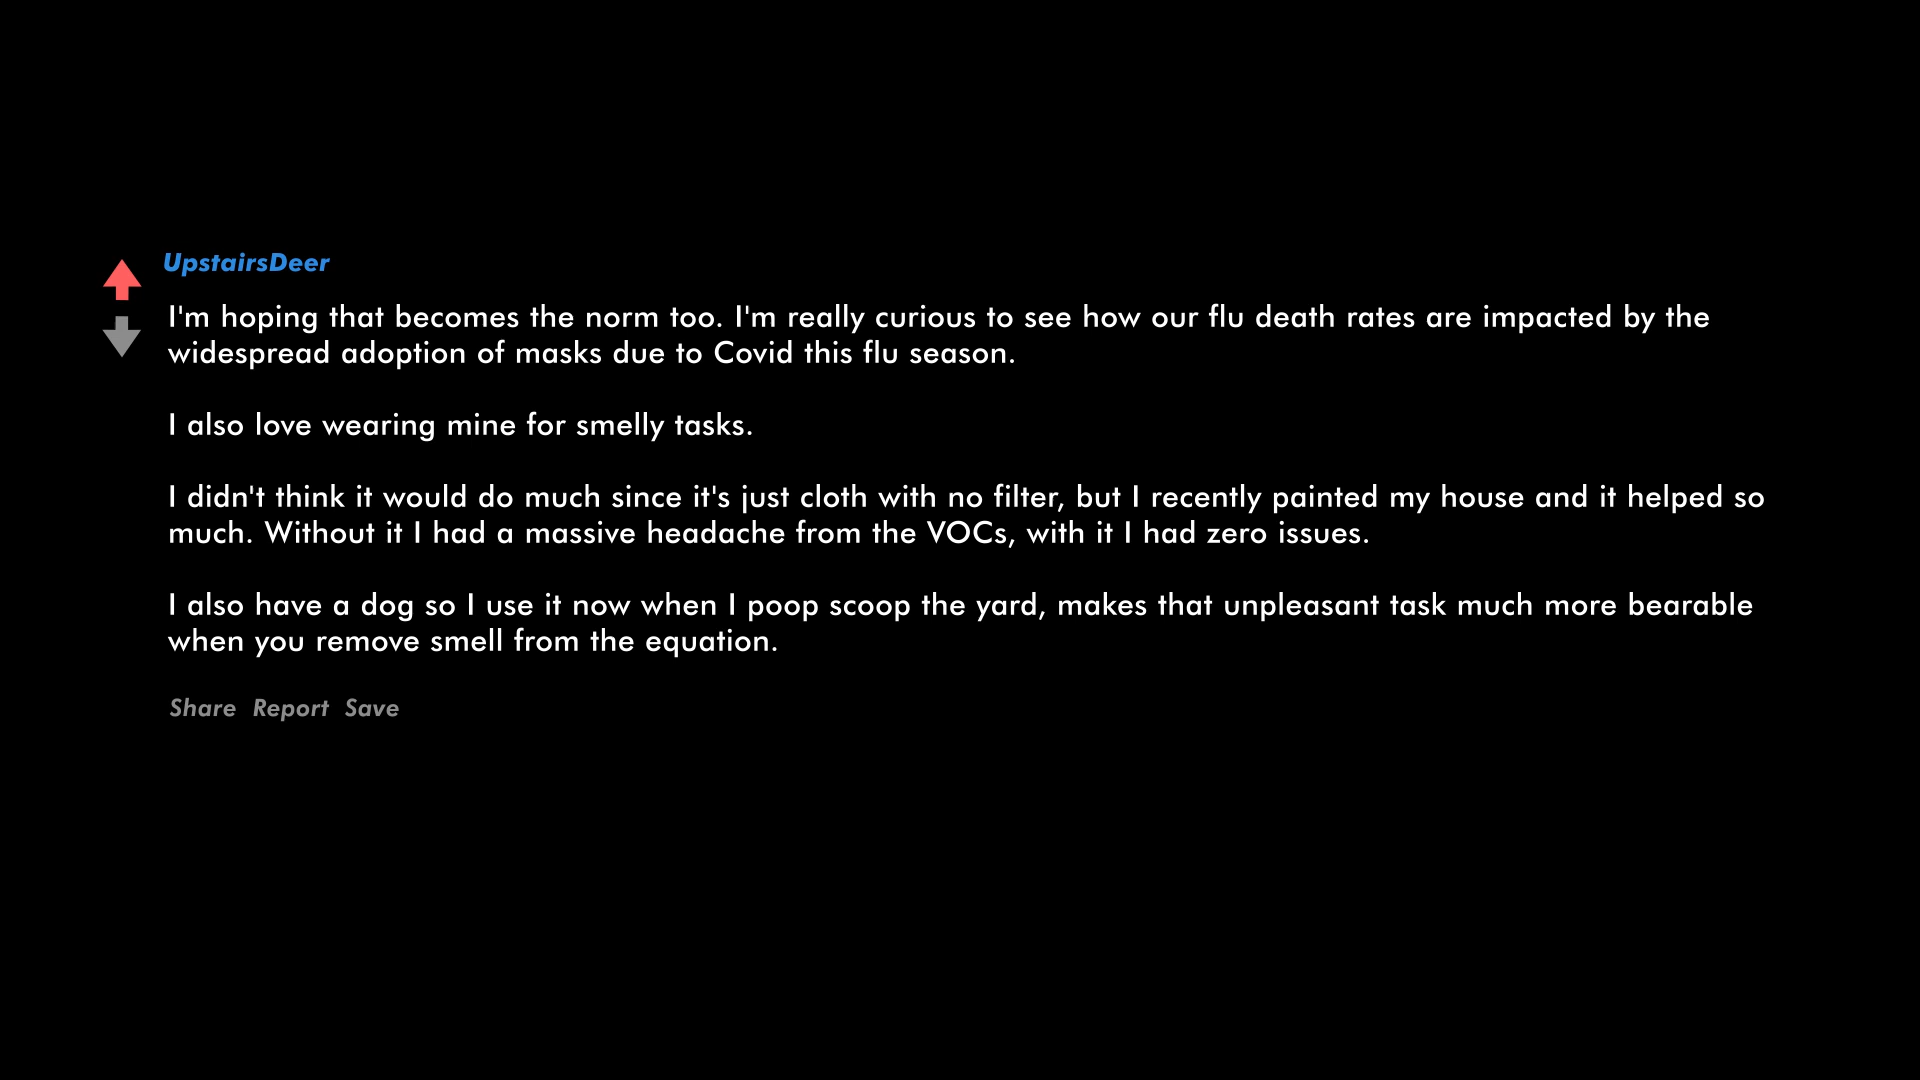 UpstairsDeer
I'm hoping that becomes the norm too. I'm really curious to see how our flu death rates are impacted by the
widespread adoption of masks due to Covid this flu season.
I also love wearing mine for smelly tasks.
I didn't think it would do much since it's just cloth with no filter, but I recently painted my house and it helped so
much. Without it I had a massive headache from the VOCs, with it I had zero issues.
I also have a dog so I use it now when I poop scoop the yard, makes that unpleasant task much more bearable
when you remove smell from the equation.
Share Report Save